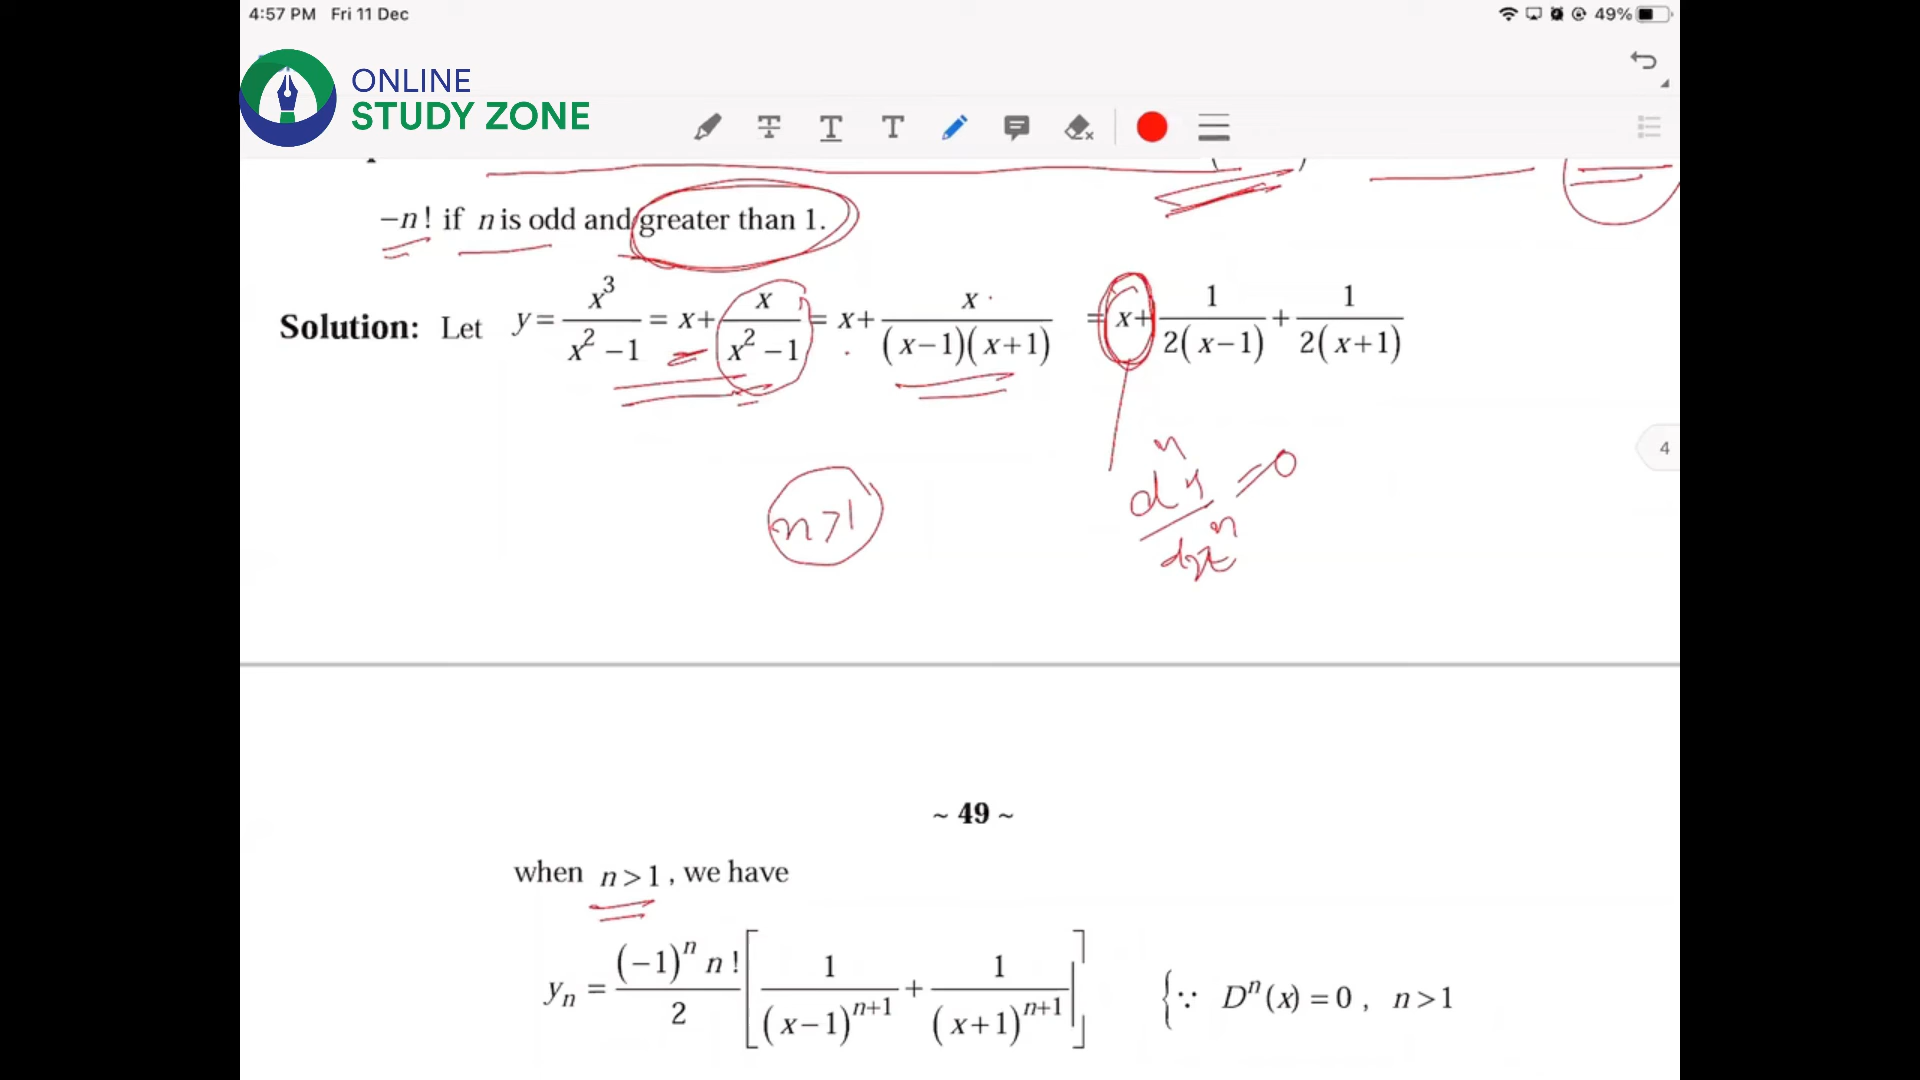 4:57 PM Fri 11 Dec
49%
ONLINE
STUDY ZONE
−n! if n is odd and greater than 1.
Solution: Let y = x³/(x² −1) = x + x/(x² −1) = x + x/((x−1)(x+1)) = x + 1/(2(x−1)) + 1/(2(x+1))
4
n>1
dⁿy/dxⁿ = 0
~ 49 ~
when n > 1, we have
yₙ = ((−1)ⁿ n!)/2 [1/(x−1)ⁿ⁺¹ + 1/(x+1)ⁿ⁺¹] {∵ Dⁿ(x) = 0 , n > 1